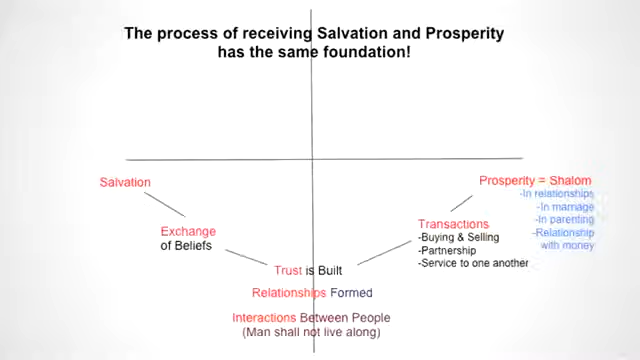 The process of receiving Salvation and Prosperity
has the same foundation!
Salvation
Exchange
of Beliefs
Trust is Built
Relationships Formed
Interactions Between People
(Man shall not live along)
Transactions
-Buying & Selling
-Partnership
-Service to one another
Prosperity = Shalom
-In relationships
-In marriage
-In parenting
-Relationship
with money